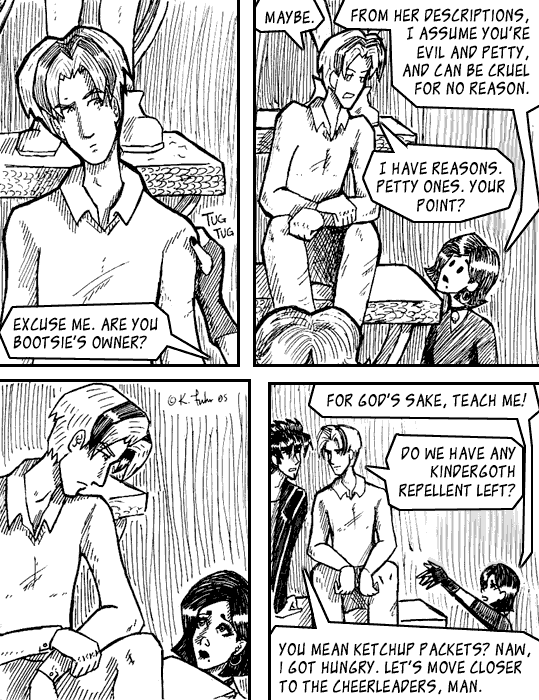 EXCUSE ME. ARE YOU
BOOTSIE'S OWNER?
TUG
TUG
MAYBE.
FROM HER DESCRIPTIONS,
I ASSUME YOU'RE
EVIL AND PETTY,
AND CAN BE CRUEL
FOR NO REASON.
I HAVE REASONS.
PETTY ONES. YOUR
POINT?
FOR GOD'S SAKE, TEACH ME!
DO WE HAVE ANY
KINDERGOTH
REPELLENT LEFT?
YOU MEAN KETCHUP PACKETS? NAW,
I GOT HUNGRY. LET'S MOVE CLOSER
TO THE CHEERLEADERS, MAN.